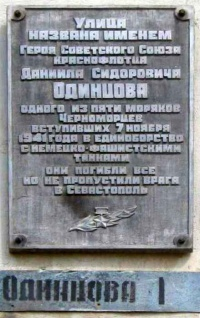 УЛИЦА
НАЗВАНА ИМЕНЕМ
ГЕРОЯ СОВЕТСКОГО СОЮЗА
КРАСНОФЛОТЦА
ДАНИИЛА СИДОРОВИЧА
ОДИНЦОВА
ОДНОГО ИЗ ПЯТИ МОРЯКОВ
ЧЕРНОМОРЦЕВ
ВСТУПИВШИХ 7 НОЯБРЯ
1941 ГОДА В ЕДИНОБОРСТВО
С НЕМЕЦКО-ФАШИСТСКИМИ
ТАНКАМИ
ОНИ ПОГИБЛИ ВСЕ
НО НЕ ПРОПУСТИЛИ ВРАГА
В СЕВАСТОПОЛЬ
ОДИНЦОВА 1